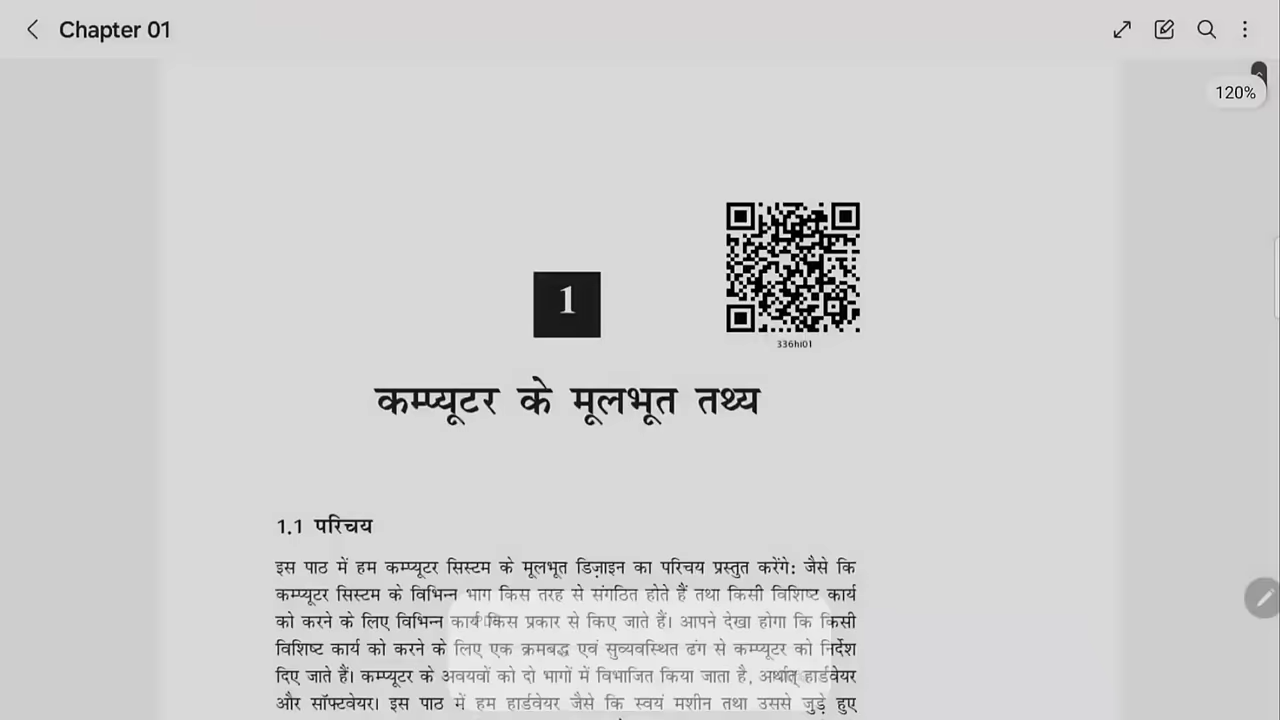 Chapter 01
120%
336hi01
1
कम्प्यूटर के मूलभूत तथ्य
1.1 परिचय
इस पाठ में हम कम्प्यूटर सिस्टम के मूलभूत डिज़ाइन का परिचय प्रस्तुत करेंगे: जैसे कि
कम्प्यूटर सिस्टम के विभिन्न भाग किस तरह से संगठित होते हैं तथा किसी विशिष्ट कार्य
को करने के लिए विभिन्न कार्य किस प्रकार से किए जाते हैं। आपने देखा होगा कि किसी
विशिष्ट कार्य को करने के लिए एक क्रमबद्ध एवं सुव्यवस्थित ढंग से कम्प्यूटर को निर्देश
दिए जाते हैं। कम्प्यूटर के अवयवों को दो भागों में विभाजित किया जाता है, अर्थात् हार्डवेयर
और सॉफ्टवेयर। इस पाठ में हम हार्डवेयर जैसे कि स्वयं मशीन तथा उससे जुड़े हुए